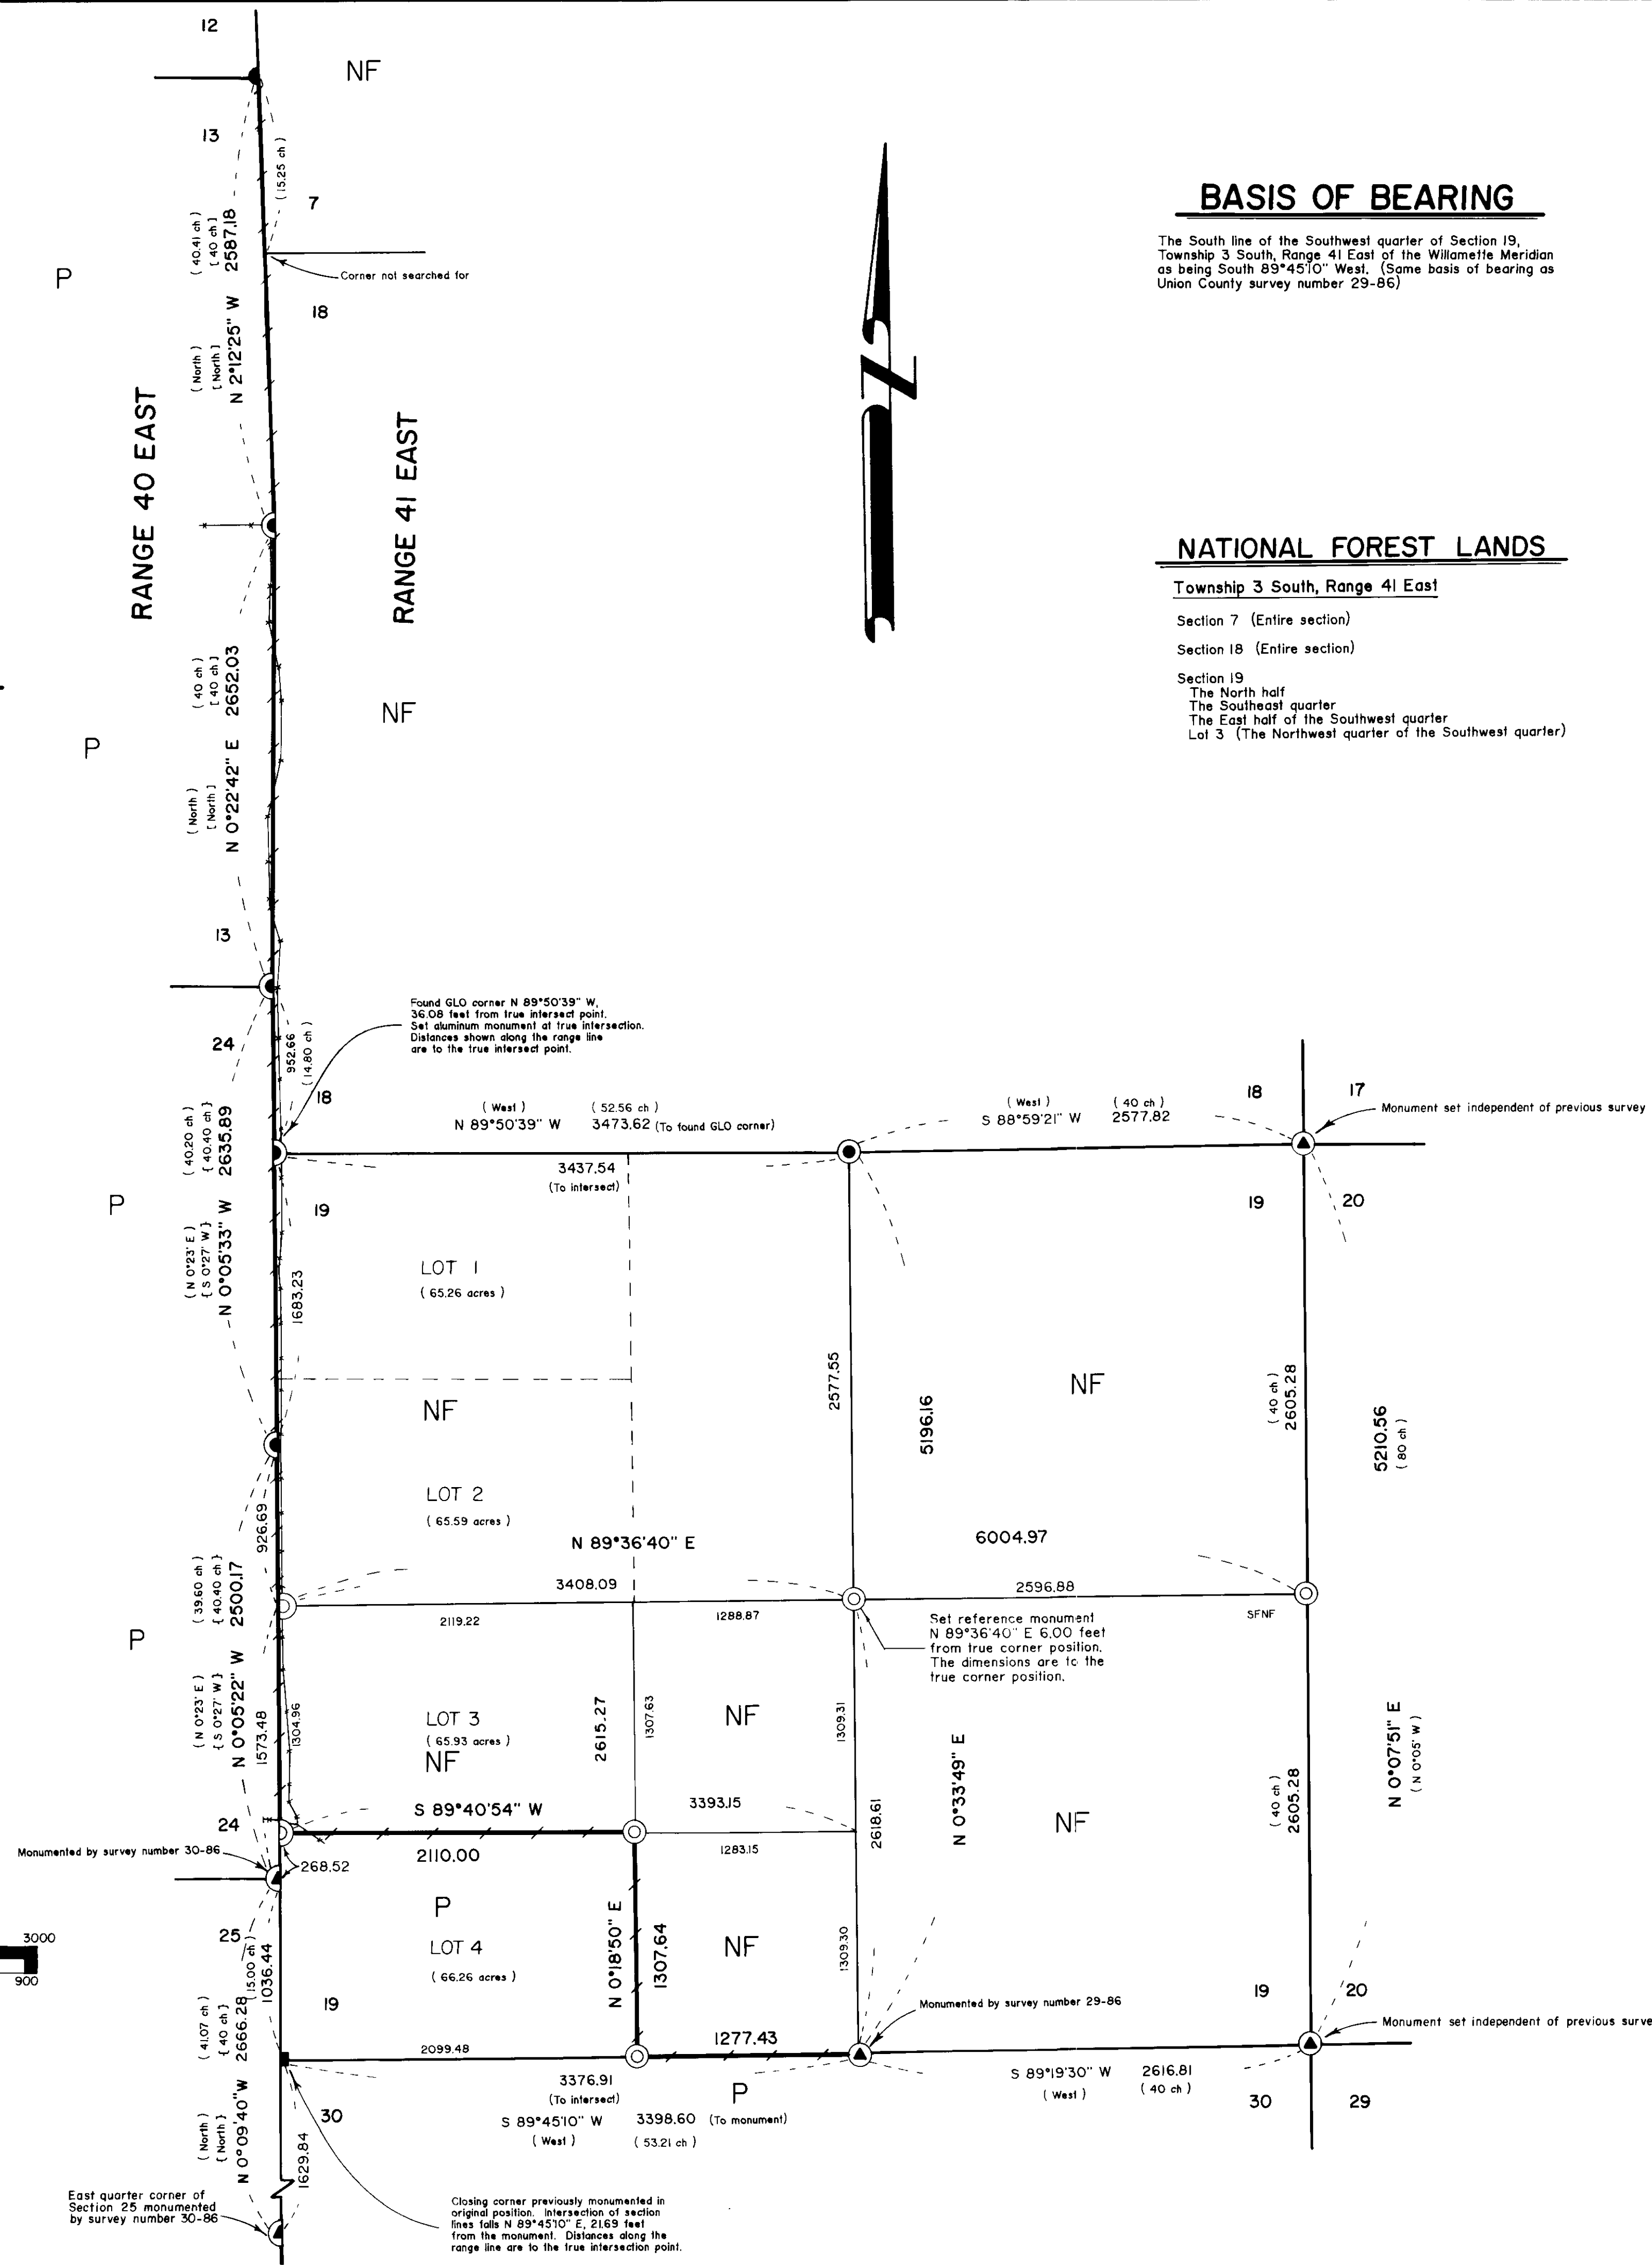 12
NF
13
(15.25 ch)
7
BASIS OF BEARING
The South line of the Southwest quarter of Section 19,
Township 3 South, Range 41 East of the Willamette Meridian
as being South 89°45'10" West. (Same basis of bearing as
Union County survey number 29-86)
(40.41 ch)
[40 ch]
2587.18
P
Corner not searched for
18
(North)
[North]
N 2°12'25" W
RANGE 40 EAST
RANGE 41 EAST
NATIONAL FOREST LANDS
Township 3 South, Range 41 East
Section 7 (Entire section)
Section 18 (Entire section)
Section 19
The North half
The Southeast quarter
The East half of the Southwest quarter
Lot 3 (The Northwest quarter of the Southwest quarter)
(40 ch)
[40 ch]
2652.03
NF
P
(North)
[North]
N 0°22'42" E
13
Found GLO corner N 89°50'39" W,
36.08 feet from true intersect point.
Set aluminum monument at true intersection.
Distances shown along the range line
are to the true intersect point.
24
952.66
(14.80 ch)
18
(West) (52.56 ch)
N 89°50'39" W 3473.62 (To found GLO corner)
(West) (40 ch)
S 88°59'21" W 2577.82
18
17
Monument set independent of previous survey
(40.20 ch)
{40.40 ch}
2635.89
3437.54
(To intersect)
P
19
19
20
(N 0°23' E)
{S 0°27' W}
N 0°05'33" W
1683.23
LOT 1
(65.26 acres)
2577.55
5196.16
NF
(40 ch)
2605.28
5210.56
(80 ch)
NF
LOT 2
(65.59 acres)
926.69
N 89°36'40" E
6004.97
(39.60 ch)
{40.40 ch}
2500.17
3408.09
2596.88
2119.22
1288.87
SFNF
P
Set reference monument
N 89°36'40" E 6.00 feet
from true corner position.
The dimensions are to the
true corner position.
(N 0°23' E)
{S 0°27' W}
N 0°05'22" W
1573.48
1304.96
LOT 3
(65.93 acres)
NF
2615.27
1307.63
NF
1309.31
2618.61
N 0°33'49" E
NF
(40 ch)
2605.28
N 0°07'51" E
(N 0°05' W)
S 89°40'54" W
3393.15
24
Monumented by survey number 30-86
268.52
2110.00
1283.15
P
25
LOT 4
(66.26 acres)
N 0°18'50" E
1307.64
NF
1309.30
3000
900
(15.00 ch)
1036.44
(41.07 ch)
{40 ch}
2666.28
19
Monumented by survey number 29-86
19
20
Monument set independent of previous surve
2099.48
1277.43
3376.91
(To intersect)
P
S 89°19'30" W 2616.81
(West) (40 ch)
S 89°45'10" W 3398.60 (To monument)
(West) (53.21 ch)
30
30
29
(North)
{North}
N 0°09'40" W
1629.84
East quarter corner of
Section 25 monumented
by survey number 30-86
Closing corner previously monumented in
original position. Intersection of section
lines falls N 89°45'10" E, 21.69 feet
from the monument. Distances along the
range line are to the true intersection point.